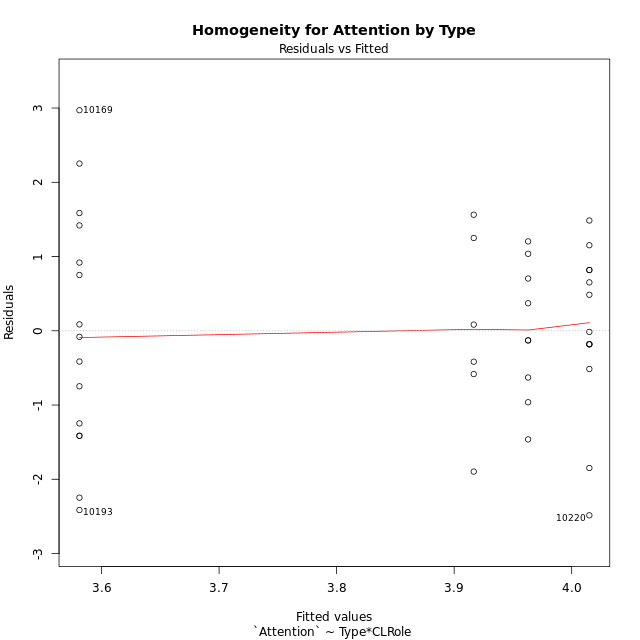 Homogeneity for Attention by Type
Residuals vs Fitted
3
2
1
0
-1
-2
-3
Residuals
10169
10193
10220
3.6 3.7 3.8 3.9 4.0
Fitted values
`Attention` ~ Type*CLRole